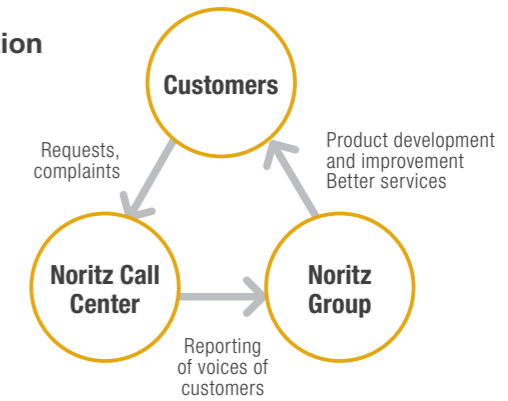 Customers
Requests,
complaints
Product development
and improvement
Better services
Noritz Call
Center
Noritz
Group
Reporting
of voices of
customers